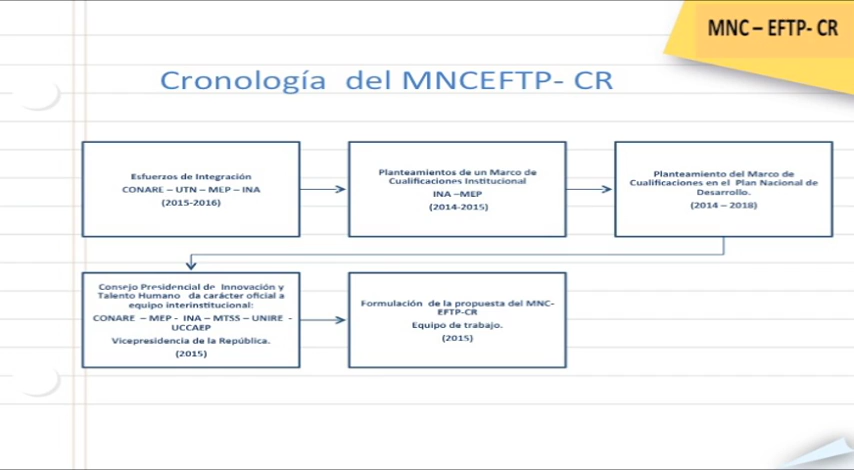 MNC – EFTP- CR
Cronología del MNCEFTP- CR
Esfuerzos de Integración
CONARE – UTN – MEP – INA
(2015-2016)
Planteamientos de un Marco de
Cualificaciones Institucional
INA –MEP
(2014-2015)
Planteamiento del Marco de
Cualificaciones en el Plan Nacional de
Desarrollo.
(2014 – 2018)
Consejo Presidencial de Innovación y
Talento Humano da carácter oficial a
equipo interinstitucional:
CONARE – MEP - INA – MTSS – UNIRE -
UCCAEP
Vicepresidencia de la República.
(2015)
Formulación de la propuesta del MNC-
EFTP-CR
Equipo de trabajo.
(2015)